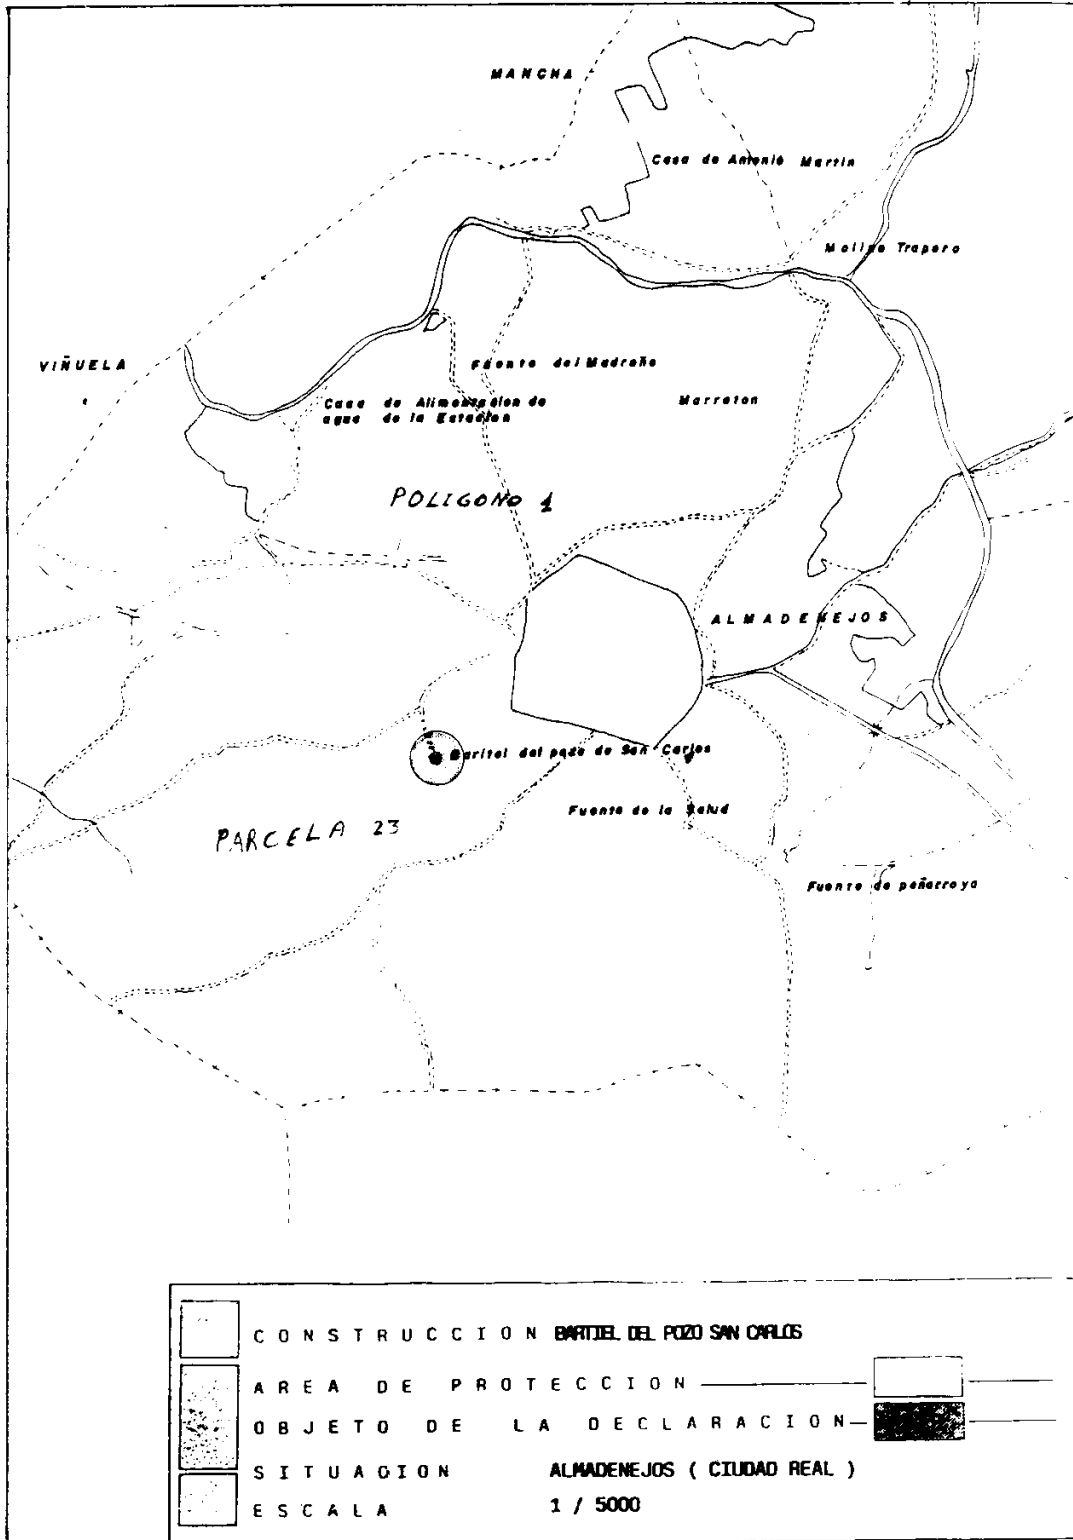 MANCHA
Casa de Antonio Martin
Molino Trapero
VIÑUELA
Fuente del Madroño
Casa de Alimentacion de
agua de la Estacion
Marreton
POLIGONO 1
ALMADENEJOS
Baritel del pozo de San Carlos
Fuente de la Salud
PARCELA 23
Fuente de peñarroya
CONSTRUCCION BARTIEL DEL POZO SAN CARLOS
AREA DE PROTECCION
OBJETO DE LA DECLARACION
SITUACION ALMADENEJOS ( CIUDAD REAL )
ESCALA 1 / 5000